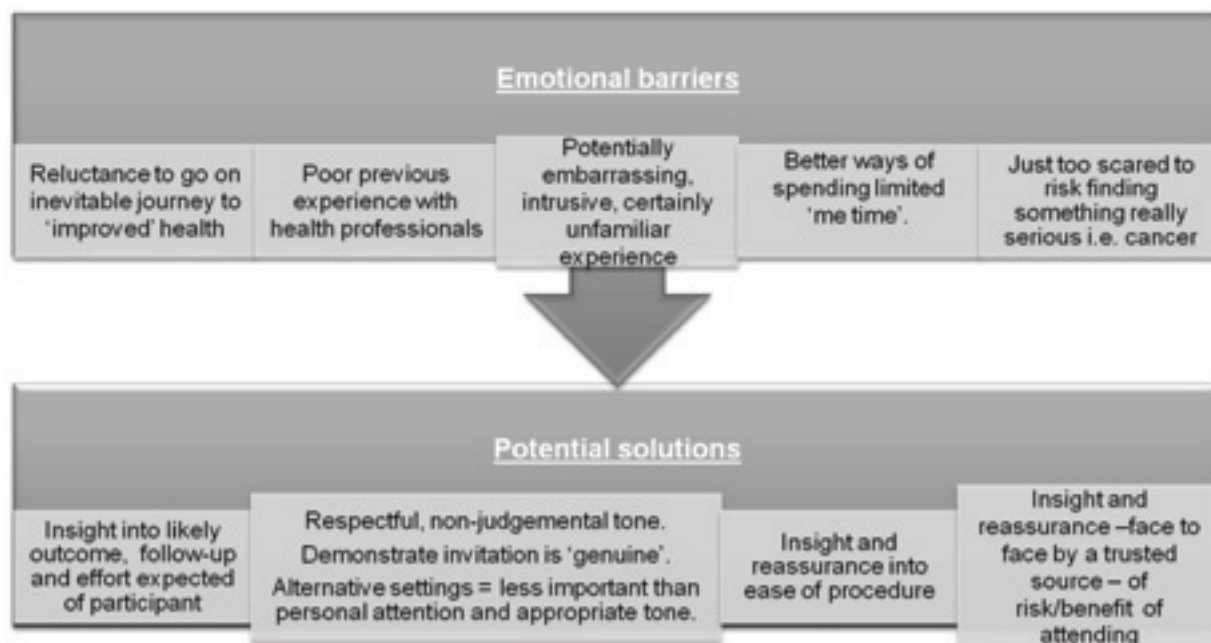 Emotional barriers
Reluctance to go on
inevitable journey to
'improved' health
Poor previous
experience with
health professionals
Potentially
embarrassing,
intrusive, certainly
unfamiliar
experience
Better ways of
spending limited
'me time'.
Just too scared to
risk finding
something really
serious i.e. cancer
Potential solutions
Insight into likely
outcome, follow-up
and effort expected
of participant
Respectful, non-judgemental tone.
Demonstrate invitation is 'genuine'.
Alternative settings = less important than
personal attention and appropriate tone.
Insight and
reassurance into
ease of procedure
Insight and
reassurance –face to
face by a trusted
source – of
risk/benefit of
attending